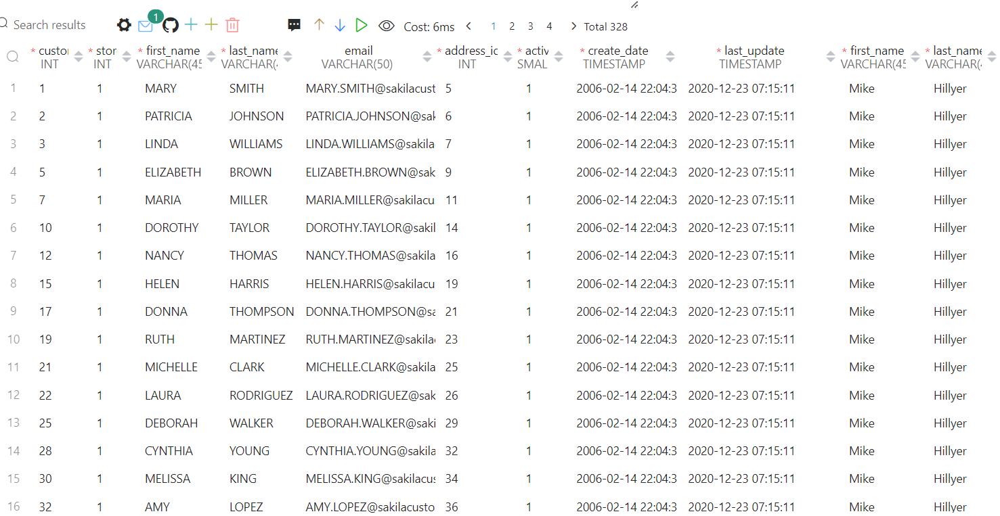 Search results 1 Cost: 6ms 1 2 3 4 Total 328
* custo * stor * first_name * last_name email * address_ic * activ * create_date * last_update * first_name * last_name
INT INT VARCHAR(45 VARCHAR(4 VARCHAR(50) INT SMAL TIMESTAMP TIMESTAMP VARCHAR(45 VARCHAR(4
1 1 1 MARY SMITH MARY.SMITH@sakilacust 5 1 2006-02-14 22:04:3 2020-12-23 07:15:11 Mike Hillyer
2 2 1 PATRICIA JOHNSON PATRICIA.JOHNSON@sak 6 1 2006-02-14 22:04:3 2020-12-23 07:15:11 Mike Hillyer
3 3 1 LINDA WILLIAMS LINDA.WILLIAMS@sakila 7 1 2006-02-14 22:04:3 2020-12-23 07:15:11 Mike Hillyer
4 5 1 ELIZABETH BROWN ELIZABETH.BROWN@sak 9 1 2006-02-14 22:04:3 2020-12-23 07:15:11 Mike Hillyer
5 7 1 MARIA MILLER MARIA.MILLER@sakilacu 11 1 2006-02-14 22:04:3 2020-12-23 07:15:11 Mike Hillyer
6 10 1 DOROTHY TAYLOR DOROTHY.TAYLOR@sakil 14 1 2006-02-14 22:04:3 2020-12-23 07:15:11 Mike Hillyer
7 12 1 NANCY THOMAS NANCY.THOMAS@sakila 16 1 2006-02-14 22:04:3 2020-12-23 07:15:11 Mike Hillyer
8 15 1 HELEN HARRIS HELEN.HARRIS@sakilacu 19 1 2006-02-14 22:04:3 2020-12-23 07:15:11 Mike Hillyer
9 17 1 DONNA THOMPSON DONNA.THOMPSON@sa 21 1 2006-02-14 22:04:3 2020-12-23 07:15:11 Mike Hillyer
10 19 1 RUTH MARTINEZ RUTH.MARTINEZ@sakila 23 1 2006-02-14 22:04:3 2020-12-23 07:15:11 Mike Hillyer
11 21 1 MICHELLE CLARK MICHELLE.CLARK@sakila 25 1 2006-02-14 22:04:3 2020-12-23 07:15:11 Mike Hillyer
12 22 1 LAURA RODRIGUEZ LAURA.RODRIGUEZ@sak 26 1 2006-02-14 22:04:3 2020-12-23 07:15:11 Mike Hillyer
13 25 1 DEBORAH WALKER DEBORAH.WALKER@saki 29 1 2006-02-14 22:04:3 2020-12-23 07:15:11 Mike Hillyer
14 28 1 CYNTHIA YOUNG CYNTHIA.YOUNG@sakila 32 1 2006-02-14 22:04:3 2020-12-23 07:15:11 Mike Hillyer
15 30 1 MELISSA KING MELISSA.KING@sakilacus 34 1 2006-02-14 22:04:3 2020-12-23 07:15:11 Mike Hillyer
16 32 1 AMY LOPEZ AMY.LOPEZ@sakilacusto 36 1 2006-02-14 22:04:3 2020-12-23 07:15:11 Mike Hillyer